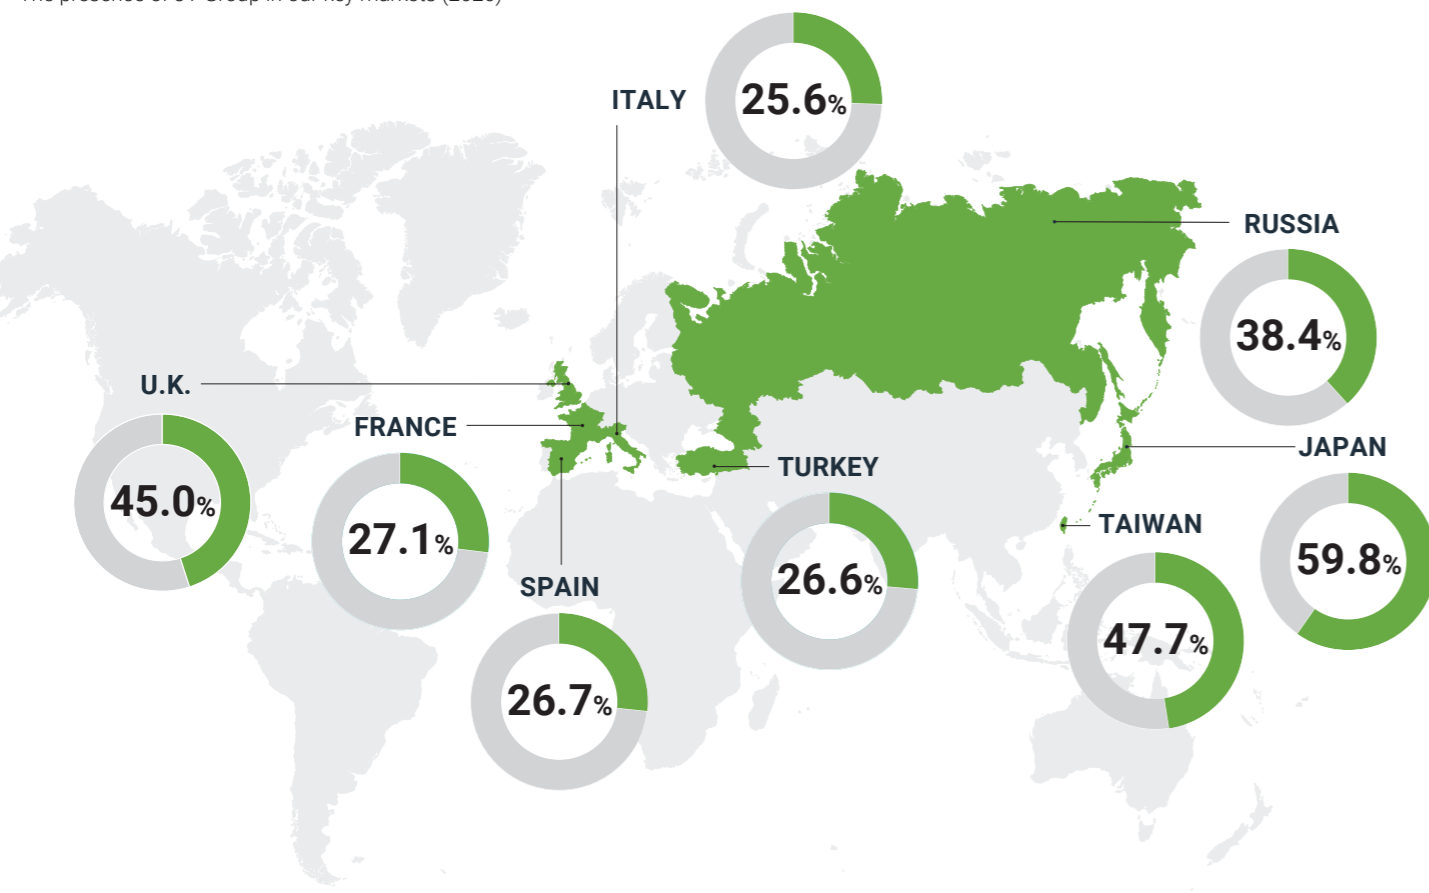 ITALY
25.6%
RUSSIA
38.4%
U.K.
45.0%
FRANCE
27.1%
SPAIN
26.7%
TURKEY
26.6%
JAPAN
59.8%
TAIWAN
47.7%